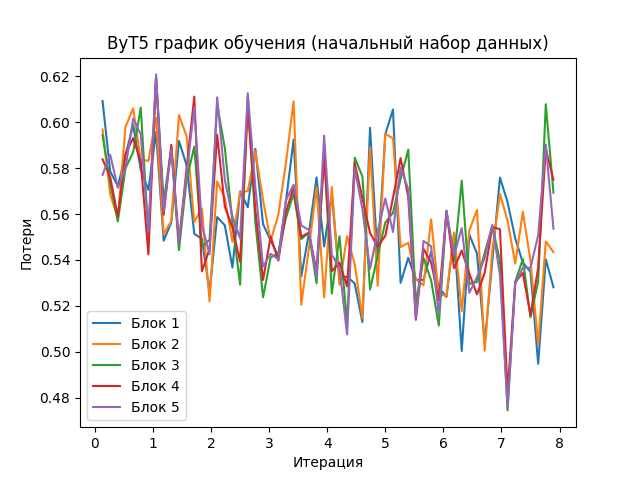 ByT5 график обучения (начальный набор данных)
Потери
0.62
0.60
0.58
0.56
0.54
0.52
0.50
0.48
Блок 1
Блок 2
Блок 3
Блок 4
Блок 5
0 1 2 3 4 5 6 7 8
Итерация